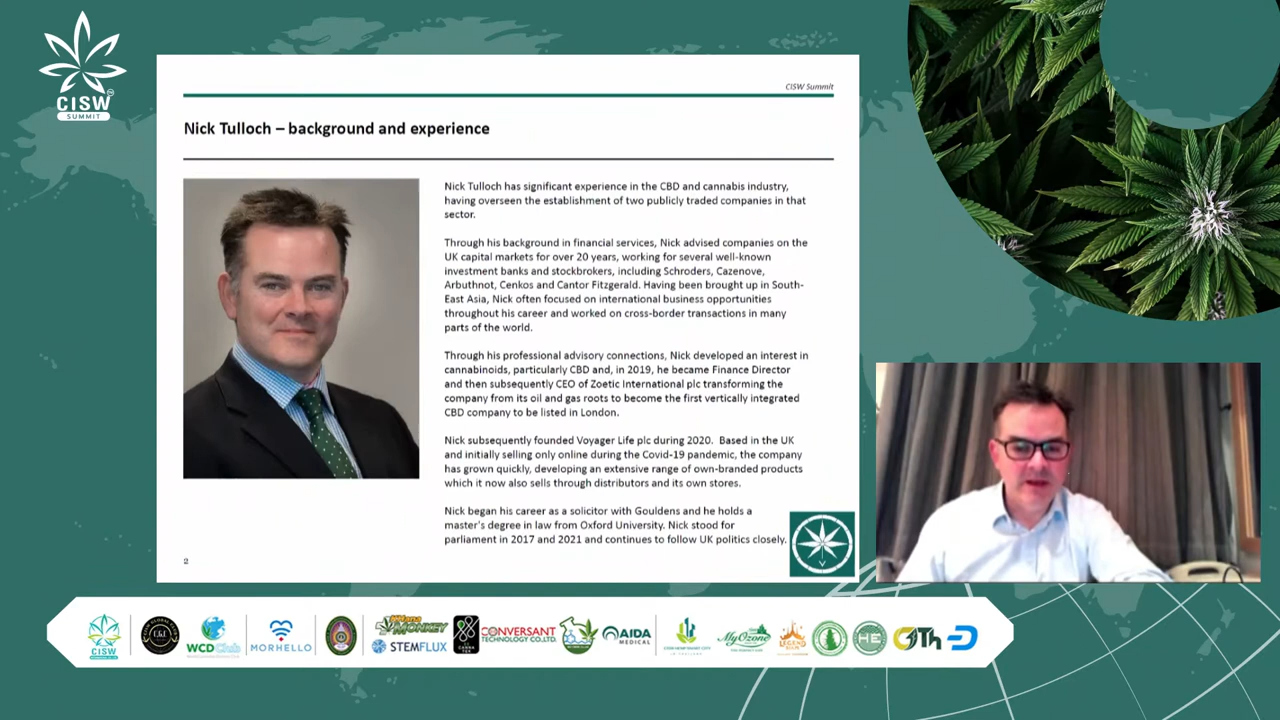 CISW
SUMMIT
CISW Summit
Nick Tulloch – background and experience
Nick Tulloch has significant experience in the CBD and cannabis industry,
having overseen the establishment of two publicly traded companies in that
sector.
Through his background in financial services, Nick advised companies on the
UK capital markets for over 20 years, working for several well-known
investment banks and stockbrokers, including Schroders, Cazenove,
Arbuthnot, Cenkos and Cantor Fitzgerald. Having been brought up in South-
East Asia, Nick often focused on international business opportunities
throughout his career and worked on cross-border transactions in many
parts of the world.
Through his professional advisory connections, Nick developed an interest in
cannabinoids, particularly CBD and, in 2019, he became Finance Director
and then subsequently CEO of Zoetic International plc transforming the
company from its oil and gas roots to become the first vertically integrated
CBD company to be listed in London.
Nick subsequently founded Voyager Life plc during 2020.  Based in the UK
and initially selling only online during the Covid-19 pandemic, the company
has grown quickly, developing an extensive range of own-branded products
which it now also sells through distributors and its own stores.
Nick began his career as a solicitor with Gouldens and he holds a
master's degree in law from Oxford University. Nick stood for
parliament in 2017 and 2021 and continues to follow UK politics closely.
2
CISW
WCDClub
MORHELLO
MONKEY
STEMFLUX
CONVERSANT
TECHNOLOGY CO.,LTD.
AIDA
MEDICAL
MyOzone
LEGEND
HE
GTh